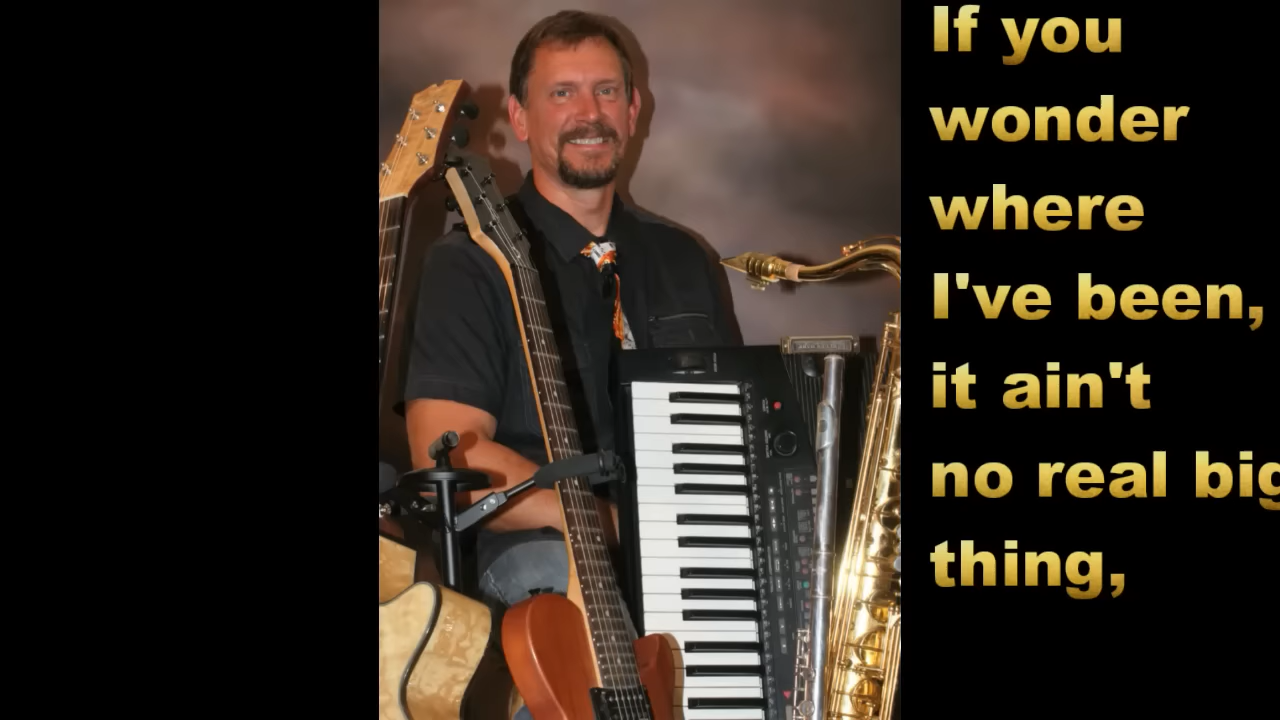 If you
wonder
where
I've been,
it ain't
no real big
thing,